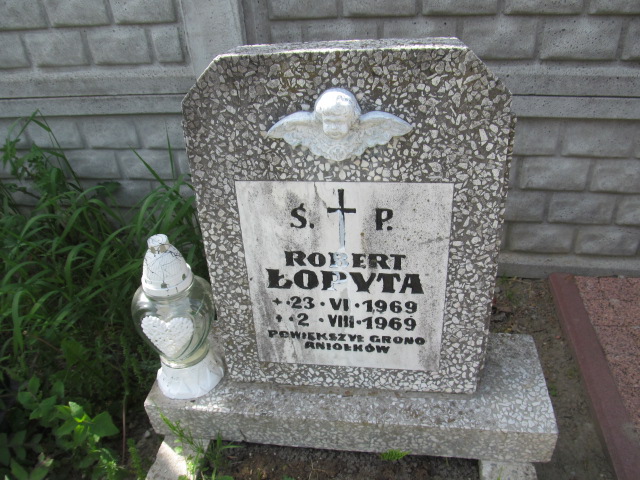 Ś. P.
ROBERT
ŁOPYTA
* 23 · VI · 1969
† 2 · VIII · 1969
POWIĘKSZYŁ GRONO
ANIOŁKÓW